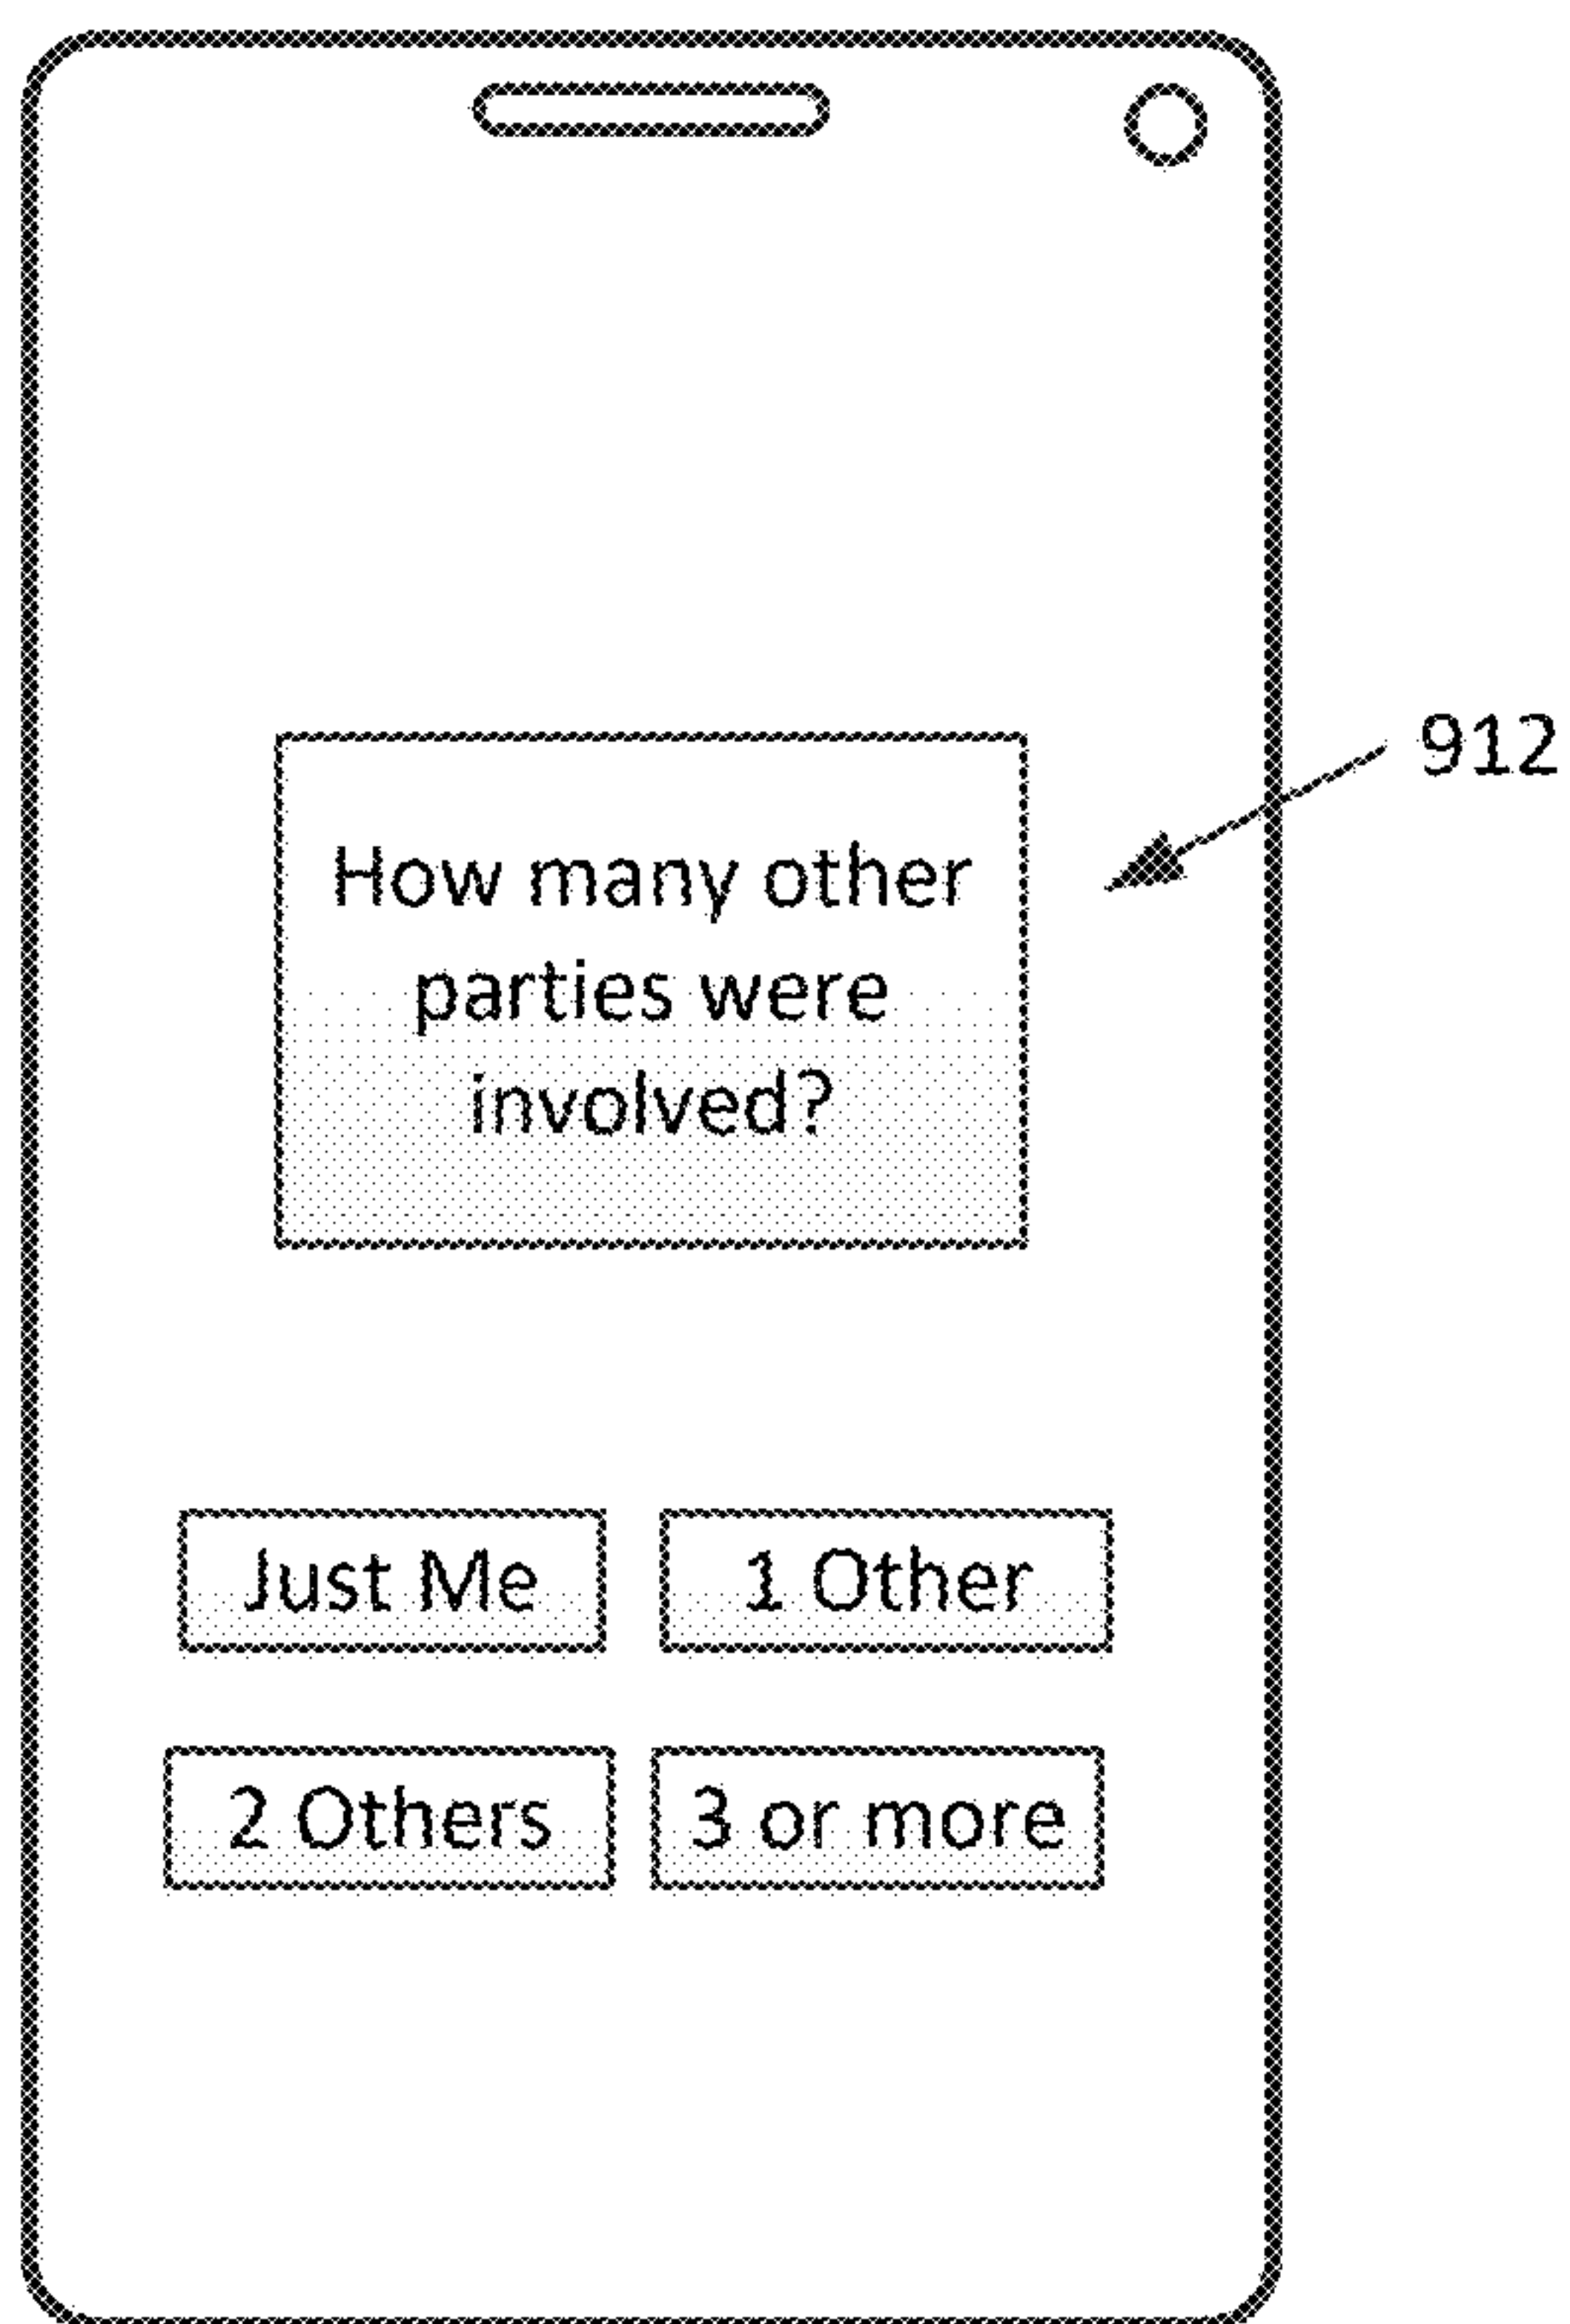 912
How many other
parties were
involved?
Just Me
1 Other
2 Others
3 or more